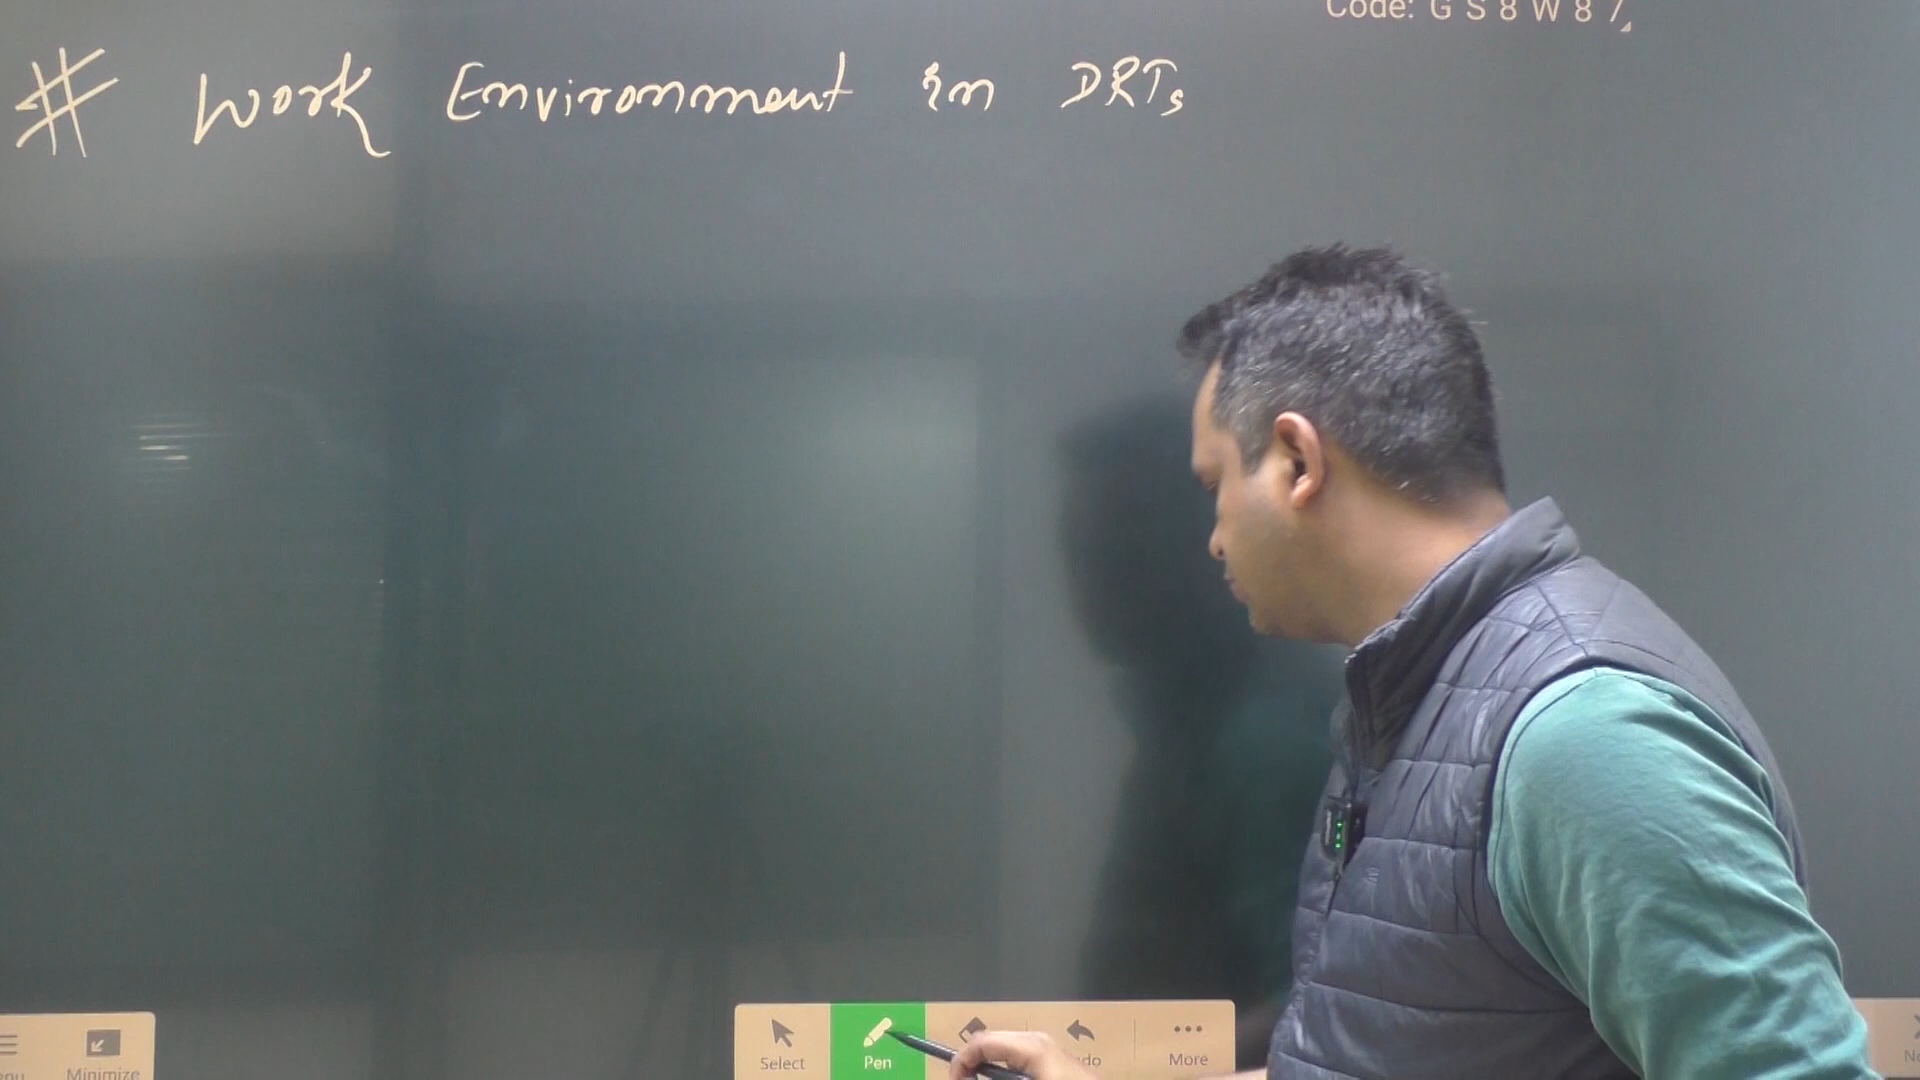 Code: G S 8 W 8 7
# Work Environment in DRTs
Select
Pen
More
Minimize